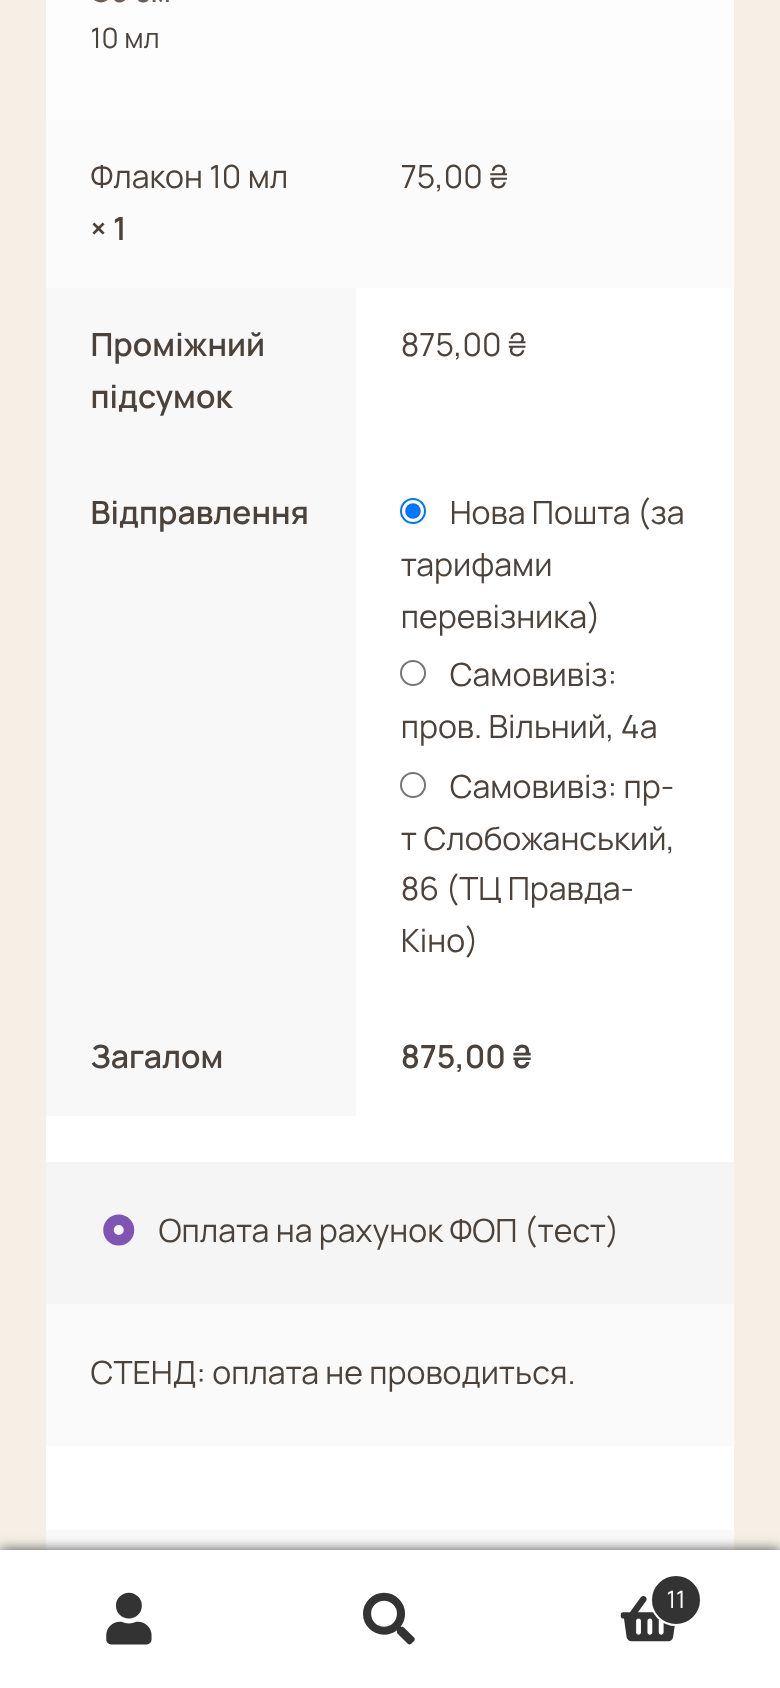 10 мл
Флакон 10 мл
× 1
75,00 ₴
Проміжний
підсумок
875,00 ₴
Відправлення
Нова Пошта (за
тарифами
перевізника)
Самовивіз:
пров. Вільний, 4а
Самовивіз: пр-
т Слобожанський,
86 (ТЦ Правда-
Кіно)
Загалом
875,00 ₴
Оплата на рахунок ФОП (тест)
СТЕНД: оплата не проводиться.
11